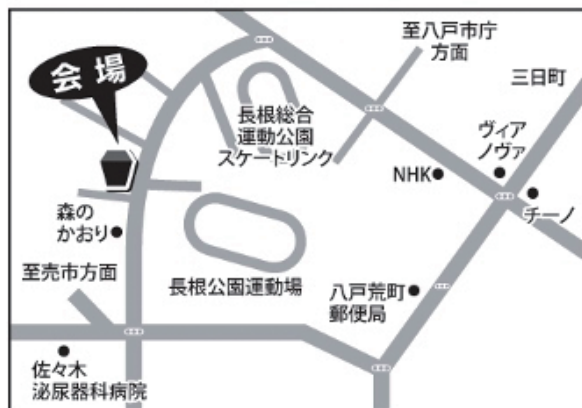 至八戸市庁
方面
会場
三日町
長根総合
運動公園
スケートリンク
ヴィア
ノヴァ
NHK
チーノ
森の
かおり
至売市方面
長根公園運動場
八戸荒町
郵便局
佐々木
泌尿器科病院